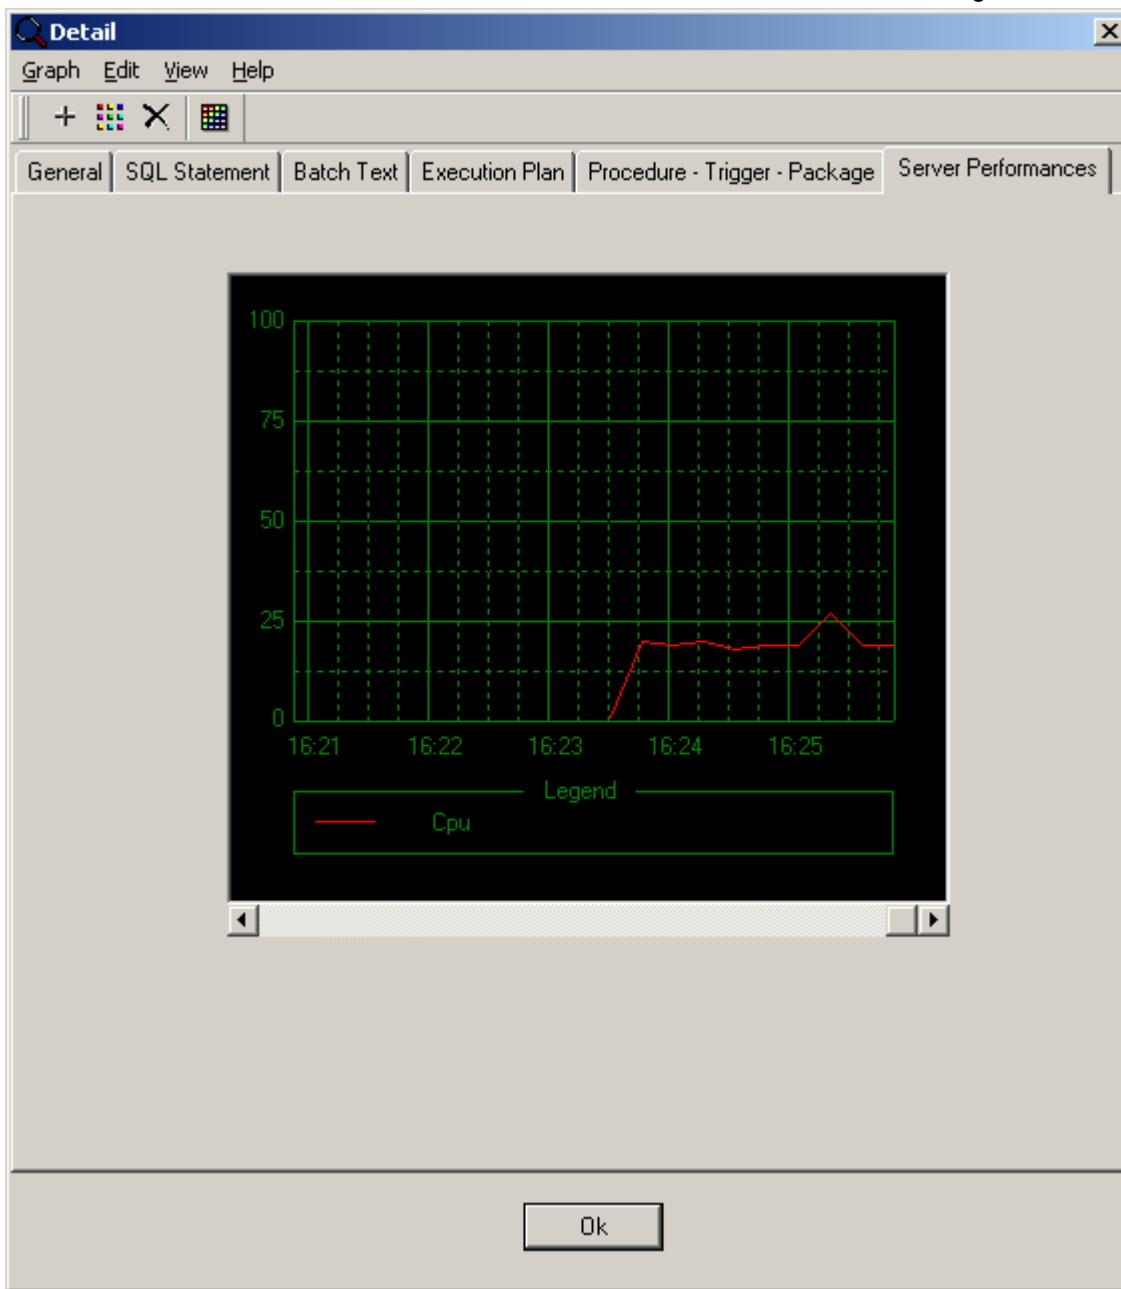 Detail
Graph Edit View Help
General SQL Statement Batch Text Execution Plan Procedure - Trigger - Package Server Performances
100
75
50
25
0
16:21 16:22 16:23 16:24 16:25
Legend
Cpu
Ok